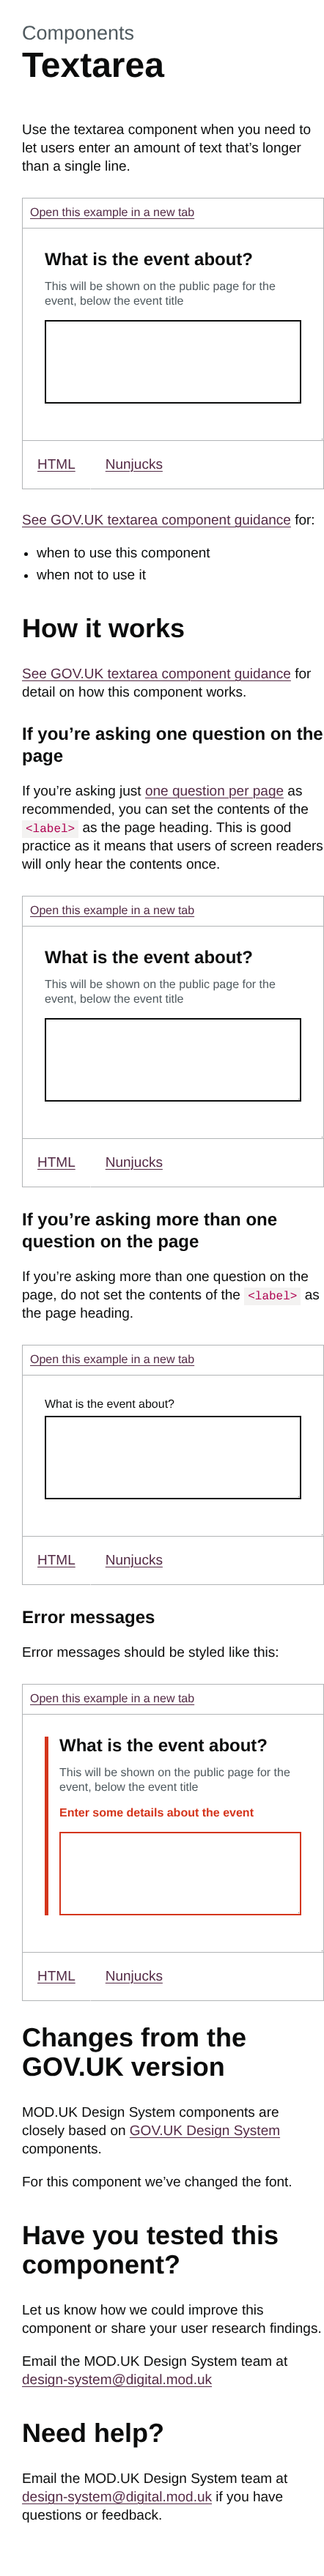 Components
Textarea
Use the textarea component when you need to
let users enter an amount of text that’s longer
than a single line.
Open this example in a new tab
What is the event about?
This will be shown on the public page for the
event, below the event title
HTML Nunjucks
See GOV.UK textarea component guidance for:
• when to use this component
• when not to use it
How it works
See GOV.UK textarea component guidance for
detail on how this component works.
If you’re asking one question on the
page
If you’re asking just one question per page as
recommended, you can set the contents of the
<label> as the page heading. This is good
practice as it means that users of screen readers
will only hear the contents once.
Open this example in a new tab
What is the event about?
This will be shown on the public page for the
event, below the event title
HTML Nunjucks
If you’re asking more than one
question on the page
If you’re asking more than one question on the
page, do not set the contents of the <label> as
the page heading.
Open this example in a new tab
What is the event about?
HTML Nunjucks
Error messages
Error messages should be styled like this:
Open this example in a new tab
What is the event about?
This will be shown on the public page for the
event, below the event title
Enter some details about the event
HTML Nunjucks
Changes from the
GOV.UK version
MOD.UK Design System components are
closely based on GOV.UK Design System
components.
For this component we’ve changed the font.
Have you tested this
component?
Let us know how we could improve this
component or share your user research findings.
Email the MOD.UK Design System team at
design-system@digital.mod.uk
Need help?
Email the MOD.UK Design System team at
design-system@digital.mod.uk if you have
questions or feedback.